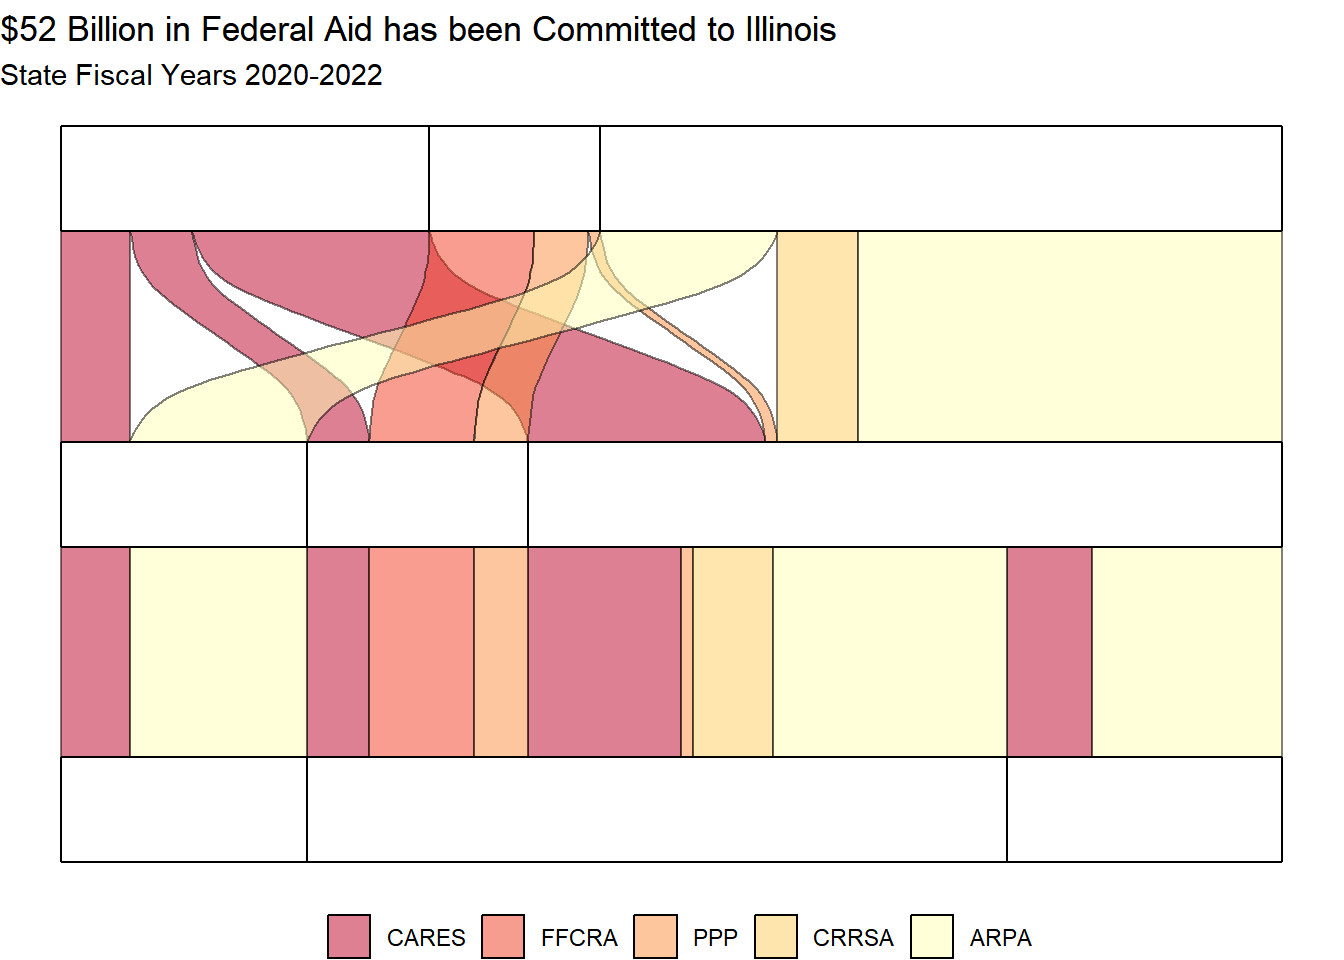 $52 Billion in Federal Aid has been Committed to Illinois
State Fiscal Years 2020-2022
CARES FFCRA PPP CRRSA ARPA